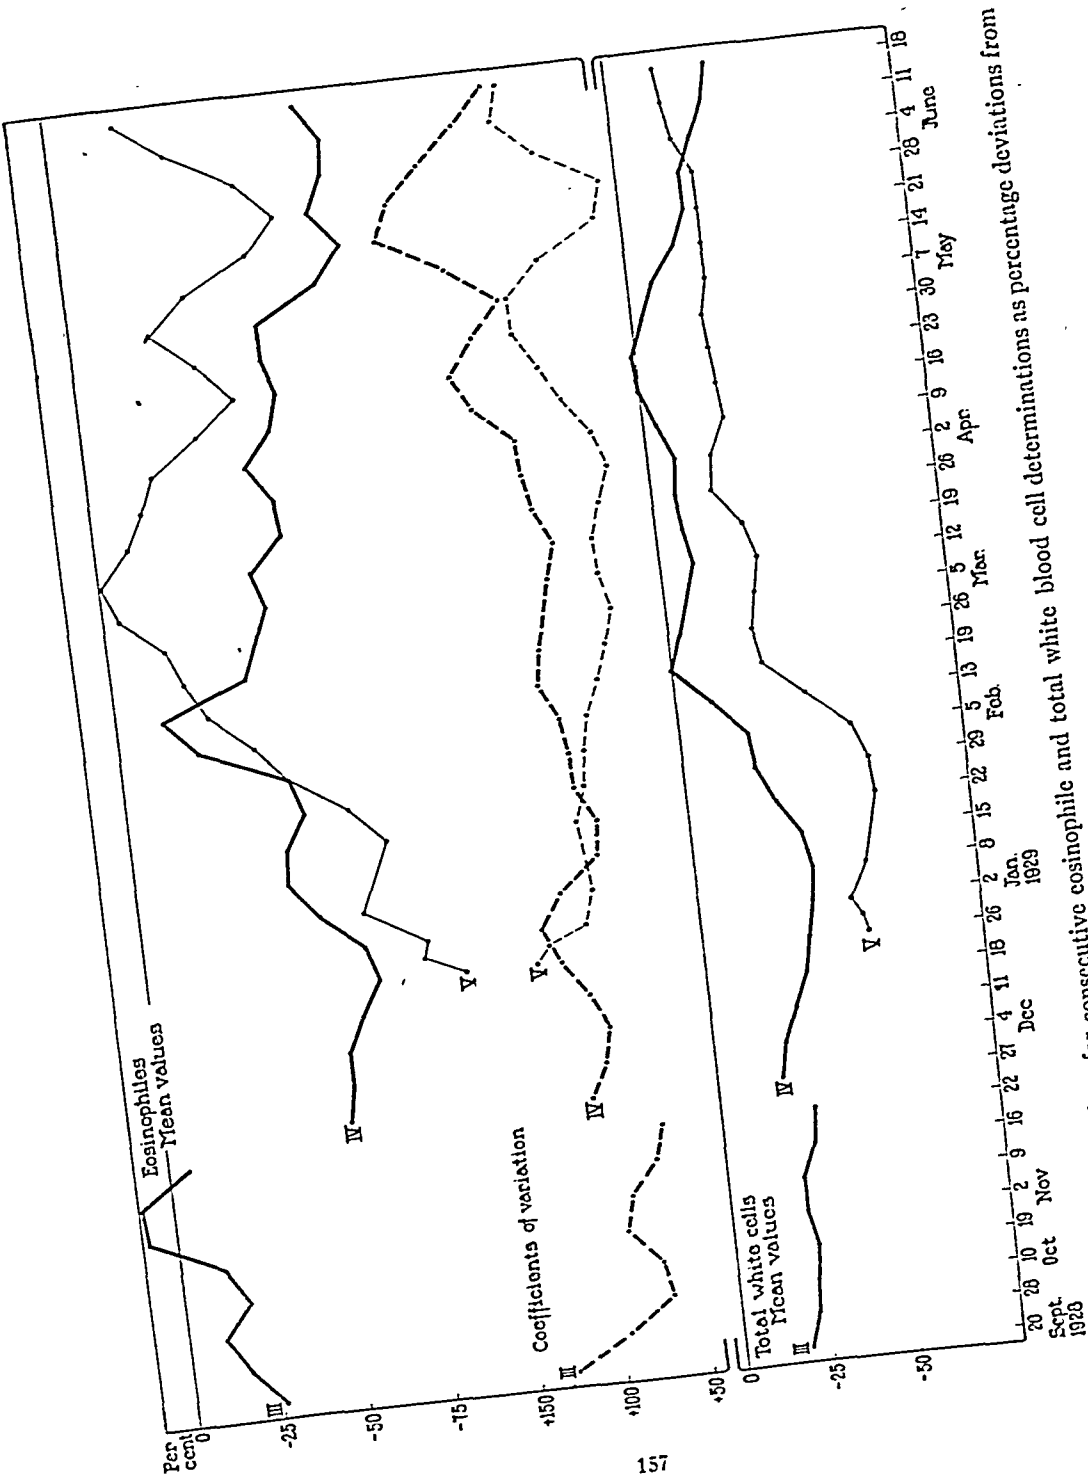 Per
cent
0
-25
-50
-75
+150
+100
+50
0
-25
-50
Eosinophiles
Mean values
III
IV
V
Coefficients of variation
III
IV
V
Total white cells
Mean values
III
IV
V
20 28 10 19 2 9 16 22 27 4 11 18 26 2 8 15 22 29 5 13 19 26 5 12 19 26 2 9 16 23 30 7 14 21 28 4 11 18
Sept. Oct Nov Dec Jan. Feb. Mar. Apr. May June
1928 1929
for consecutive eosinophile and total white blood cell determinations as percentage deviations from
157